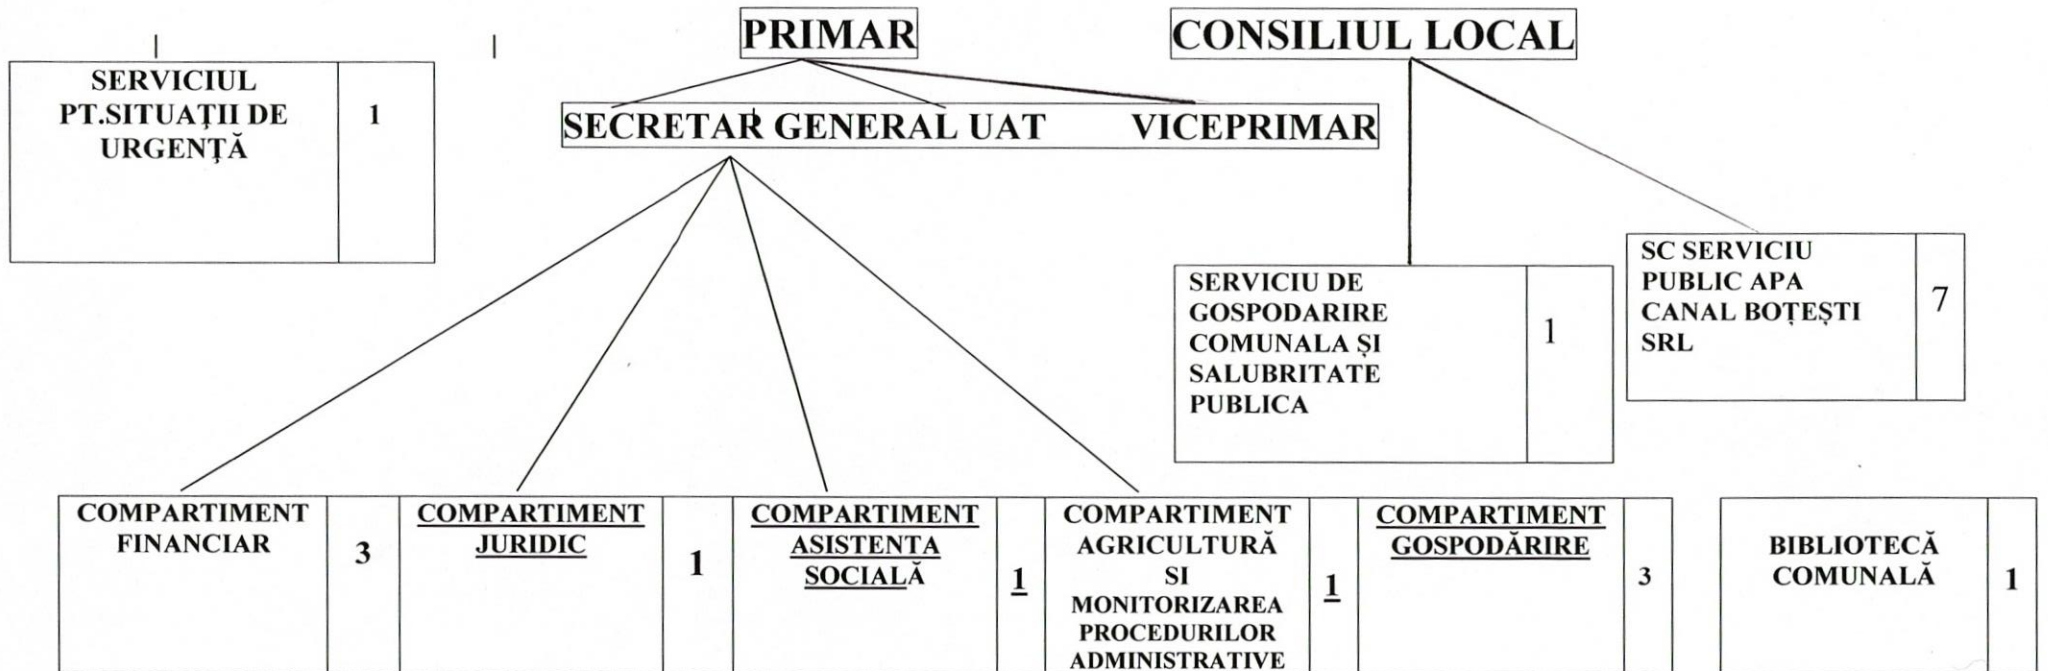 PRIMAR
CONSILIUL LOCAL
SERVICIUL
PT.SITUAŢII DE
URGENŢĂ
1
SECRETAR GENERAL UAT VICEPRIMAR
SERVICIU DE
GOSPODARIRE
COMUNALA ȘI
SALUBRITATE
PUBLICA
1
SC SERVICIU
PUBLIC APA
CANAL BOȚEȘTI
SRL
7
COMPARTIMENT
FINANCIAR
3
COMPARTIMENT
JURIDIC
1
COMPARTIMENT
ASISTENTA
SOCIALĂ
1
COMPARTIMENT
AGRICULTURĂ
SI
MONITORIZAREA
PROCEDURILOR
ADMINISTRATIVE
1
COMPARTIMENT
GOSPODĂRIRE
3
BIBLIOTECĂ
COMUNALĂ
1